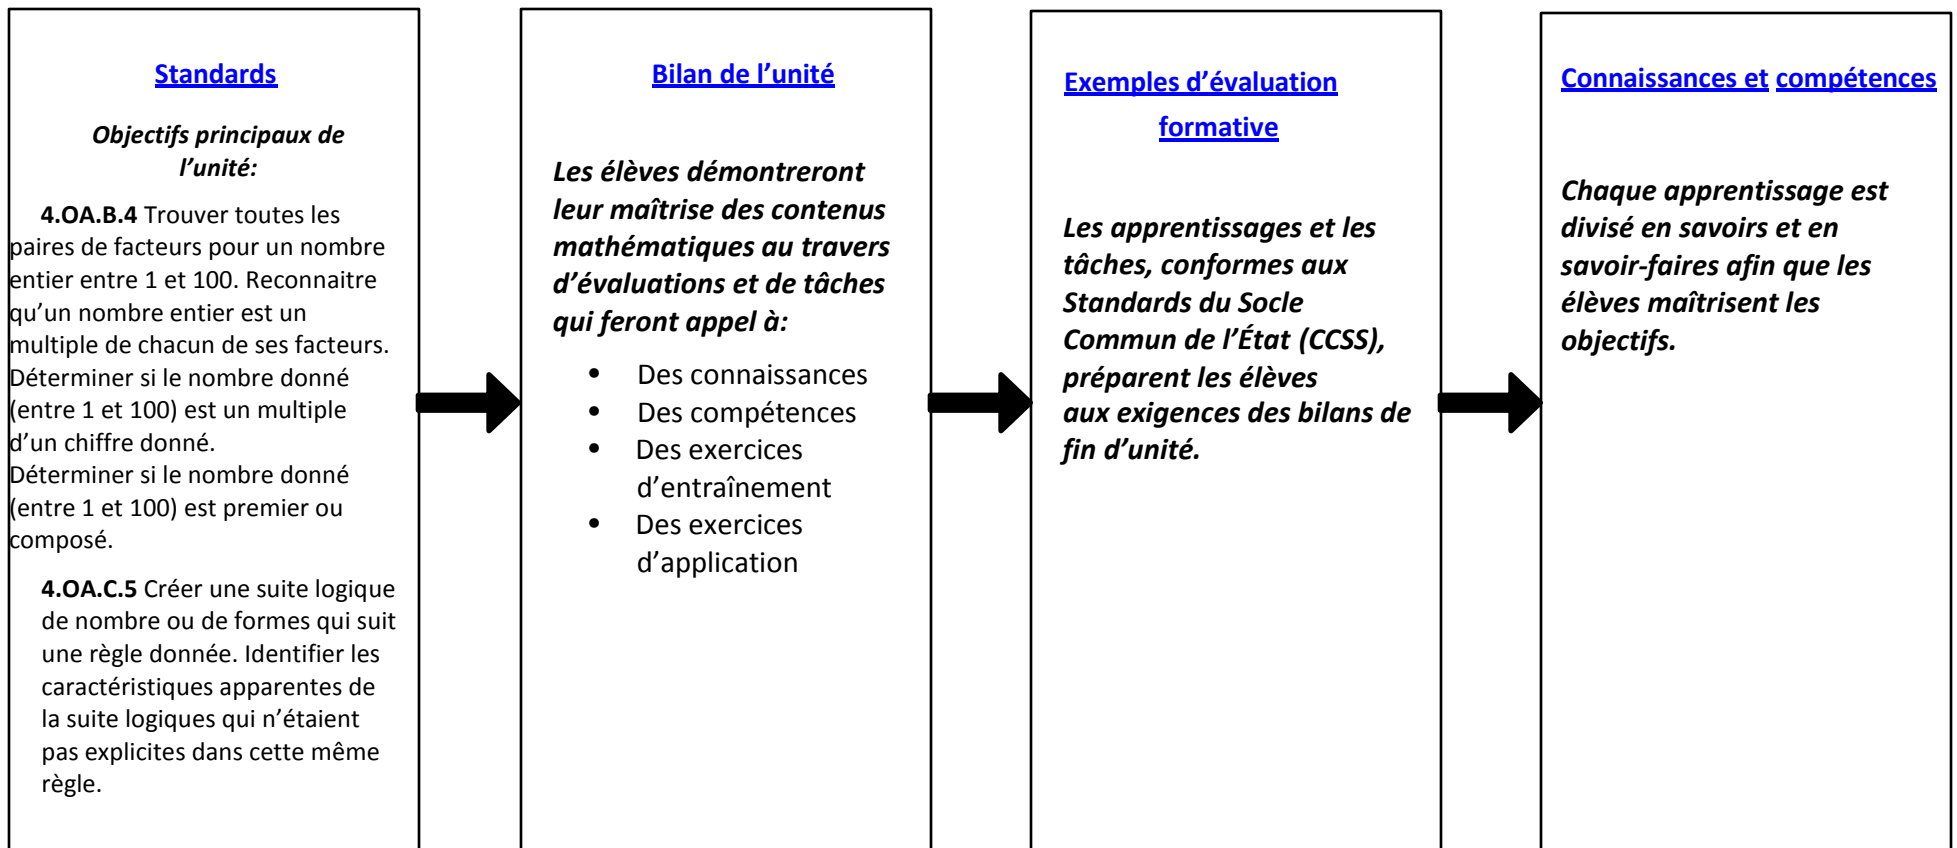 Standards
Objectifs principaux de
l’unité:
4.OA.B.4 Trouver toutes les
paires de facteurs pour un nombre
entier entre 1 et 100. Reconnaitre
qu’un nombre entier est un
multiple de chacun de ses facteurs.
Déterminer si le nombre donné
(entre 1 et 100) est un multiple
d’un chiffre donné.
Déterminer si le nombre donné
(entre 1 et 100) est premier ou
composé.
4.OA.C.5 Créer une suite logique
de nombre ou de formes qui suit
une règle donnée. Identifier les
caractéristiques apparentes de
la suite logiques qui n’étaient
pas explicites dans cette même
règle.
Bilan de l’unité
Les élèves démontreront
leur maîtrise des contenus
mathématiques au travers
d’évaluations et de tâches
qui feront appel à:
• Des connaissances
• Des compétences
• Des exercices
d’entraînement
• Des exercices
d’application
Exemples d’évaluation
formative
Les apprentissages et les
tâches, conformes aux
Standards du Socle
Commun de l’État (CCSS),
préparent les élèves
aux exigences des bilans de
fin d’unité.
Connaissances et compétences
Chaque apprentissage est
divisé en savoirs et en
savoir-faires afin que les
élèves maîtrisent les
objectifs.